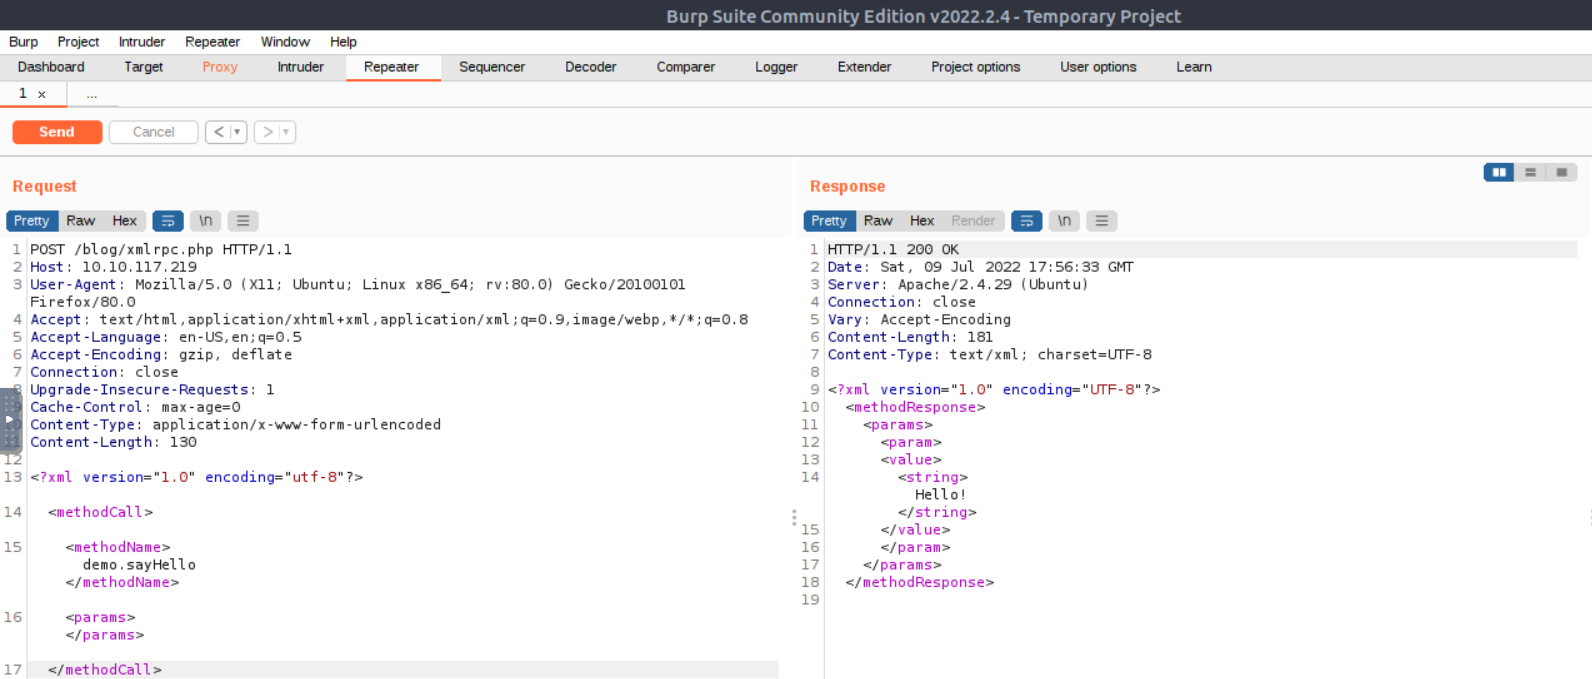 Burp Suite Community Edition v2022.2.4 - Temporary Project
Burp Project Intruder Repeater Window Help
Dashboard Target Proxy Intruder Repeater Sequencer Decoder Comparer Logger Extender Project options User options Learn
1 × ...
Send Cancel < ▾ > ▾
Request
Pretty Raw Hex \n
1 POST /blog/xmlrpc.php HTTP/1.1
2 Host: 10.10.117.219
3 User-Agent: Mozilla/5.0 (X11; Ubuntu; Linux x86_64; rv:80.0) Gecko/20100101
Firefox/80.0
4 Accept: text/html,application/xhtml+xml,application/xml;q=0.9,image/webp,*/*;q=0.8
5 Accept-Language: en-US,en;q=0.5
6 Accept-Encoding: gzip, deflate
7 Connection: close
8 Upgrade-Insecure-Requests: 1
9 Cache-Control: max-age=0
10 Content-Type: application/x-www-form-urlencoded
11 Content-Length: 130
12
13 <?xml version="1.0" encoding="utf-8"?>
14 <methodCall>
15 <methodName>
demo.sayHello
</methodName>
16 <params>
</params>
17 </methodCall>
Response
Pretty Raw Hex Render \n
1 HTTP/1.1 200 OK
2 Date: Sat, 09 Jul 2022 17:56:33 GMT
3 Server: Apache/2.4.29 (Ubuntu)
4 Connection: close
5 Vary: Accept-Encoding
6 Content-Length: 181
7 Content-Type: text/xml; charset=UTF-8
8
9 <?xml version="1.0" encoding="UTF-8"?>
10 <methodResponse>
11 <params>
12 <param>
13 <value>
14 <string>
Hello!
</string>
15 </value>
16 </param>
17 </params>
18 </methodResponse>
19